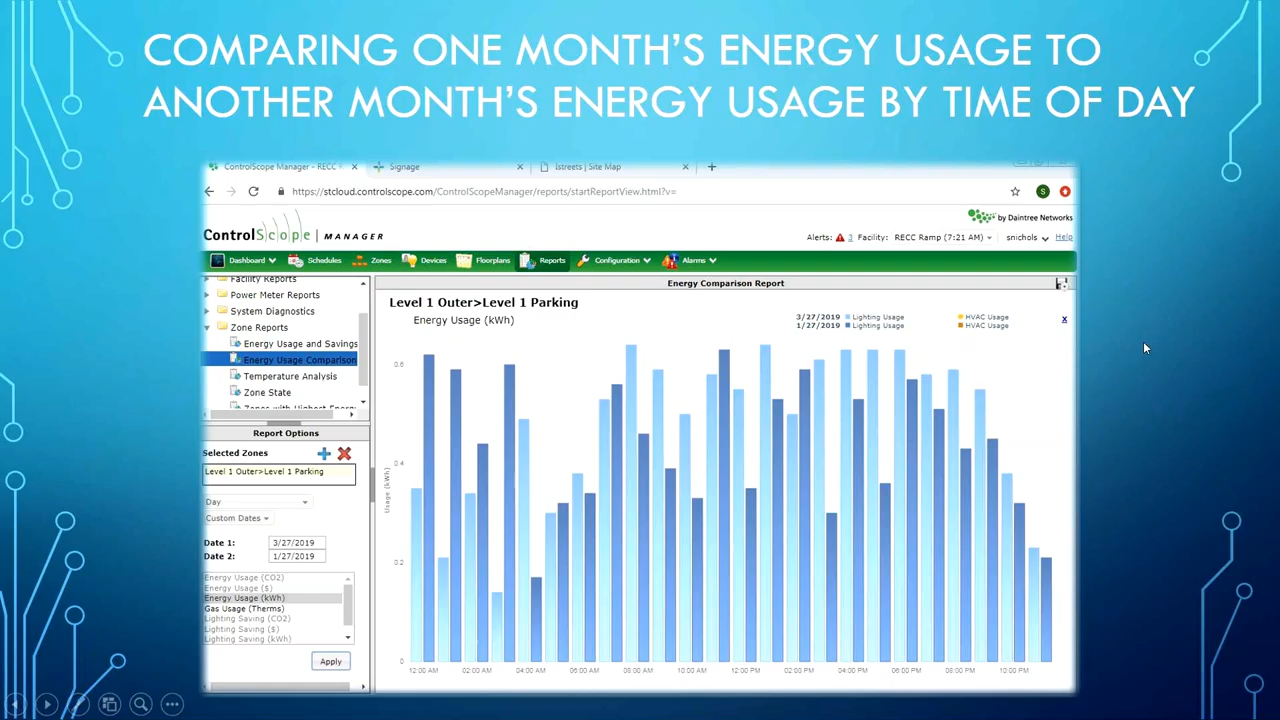 COMPARING ONE MONTH'S ENERGY USAGE TO
ANOTHER MONTH'S ENERGY USAGE BY TIME OF DAY
ControlScope Manager - RECC
Signage
Istreets | Site Map
https://stcloud.controlscope.com/ControlScopeManager/reports/startReportView.html?v=
S
by Daintree Networks
ControlScope | MANAGER
Alerts: 3 Facility: RECC Ramp (7:21 AM) snichols Help
Dashboard Schedules Zones Devices Floorplans Reports Configuration Alarms
Facility Reports
Power Meter Reports
System Diagnostics
Zone Reports
Energy Usage and Savings
Energy Usage Comparison
Temperature Analysis
Zone State
Zones with Highest Energy
Report Options
Selected Zones
Level 1 Outer>Level 1 Parking
Day
Custom Dates
Date 1: 3/27/2019
Date 2: 1/27/2019
Energy Usage (CO2)
Energy Usage ($)
Energy Usage (kWh)
Gas Usage (Therms)
Lighting Saving (CO2)
Lighting Saving ($)
Lighting Saving (kWh)
Apply
Energy Comparison Report
Level 1 Outer>Level 1 Parking
Energy Usage (kWh)
3/27/2019 Lighting Usage HVAC Usage
1/27/2019 Lighting Usage HVAC Usage
x
Usage (kWh)
0.6
0.4
0.2
0
12:00 AM 02:00 AM 04:00 AM 06:00 AM 08:00 AM 10:00 AM 12:00 PM 02:00 PM 04:00 PM 06:00 PM 08:00 PM 10:00 PM